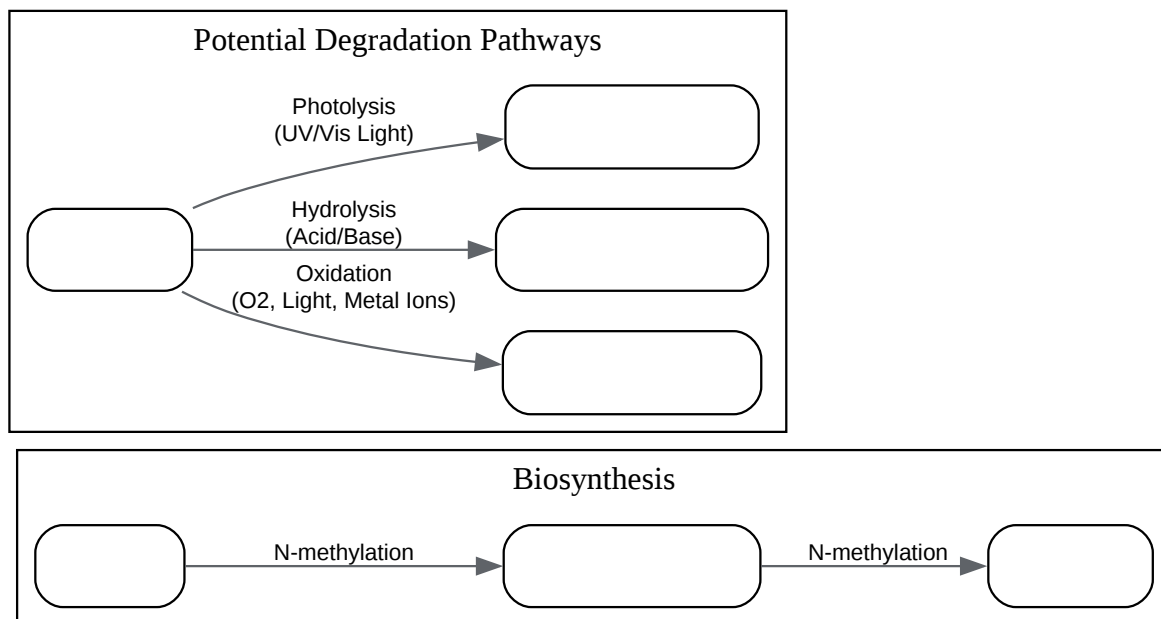 Potential Degradation Pathways
Photolysis
(UV/Vis Light)
Hydrolysis
(Acid/Base)
Oxidation
(O2, Light, Metal Ions)
Biosynthesis
N-methylation
N-methylation